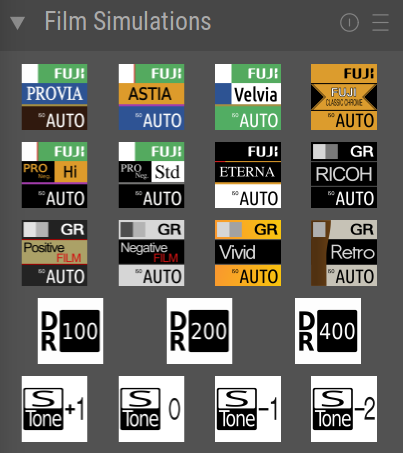 Film Simulations
FUJI FUJI FUJI FUJI
PROVIA ASTIA Velvia FUJI CLASSIC CHROME
ISO AUTO ISO AUTO ISO AUTO ISO AUTO
FUJI FUJI FUJI GR
PRO Neg. Hi PRO Neg. Std ETERNA RICOH
ISO AUTO ISO AUTO ISO AUTO ISO AUTO
GR GR GR GR
Positive FILM Negative FILM Vivid Retro
ISO AUTO ISO AUTO ISO AUTO ISO AUTO
DR 100 DR 200 DR 400
S Tone +1 S Tone 0 S Tone -1 S Tone -2